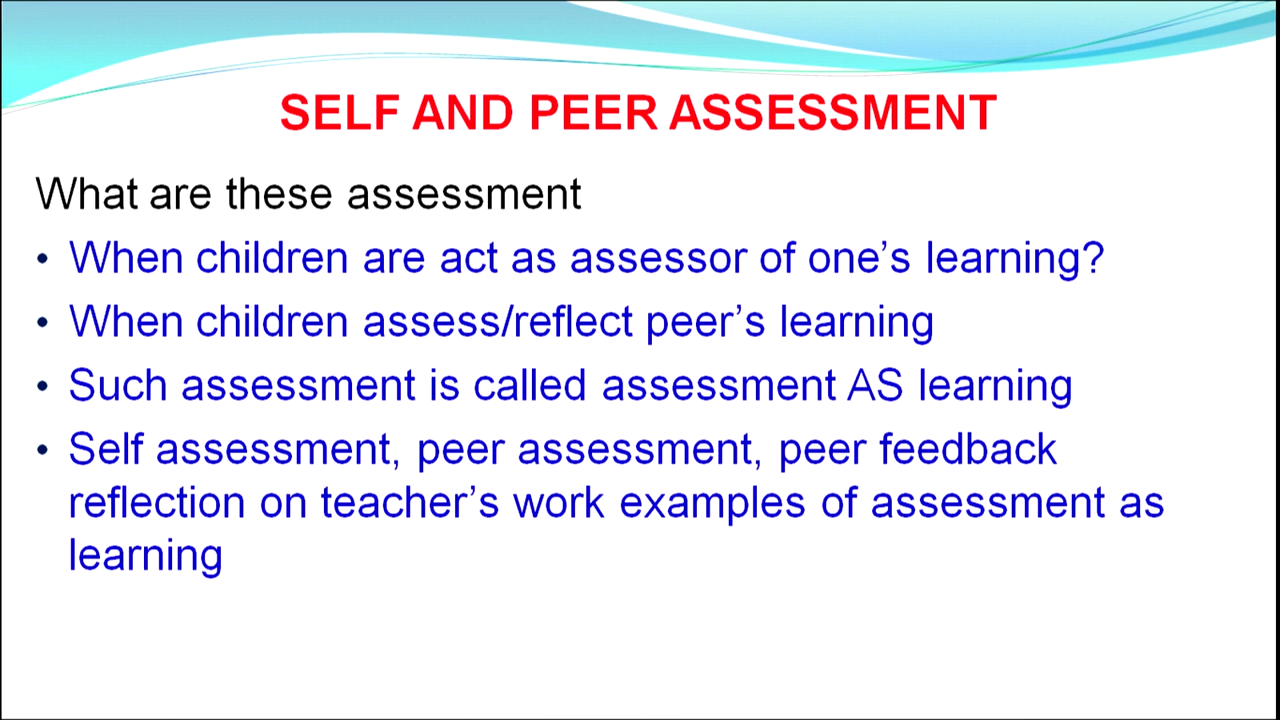 SELF AND PEER ASSESSMENT
What are these assessment
• When children are act as assessor of one’s learning?
• When children assess/reflect peer’s learning
• Such assessment is called assessment AS learning
• Self assessment, peer assessment, peer feedback
reflection on teacher’s work examples of assessment as
learning